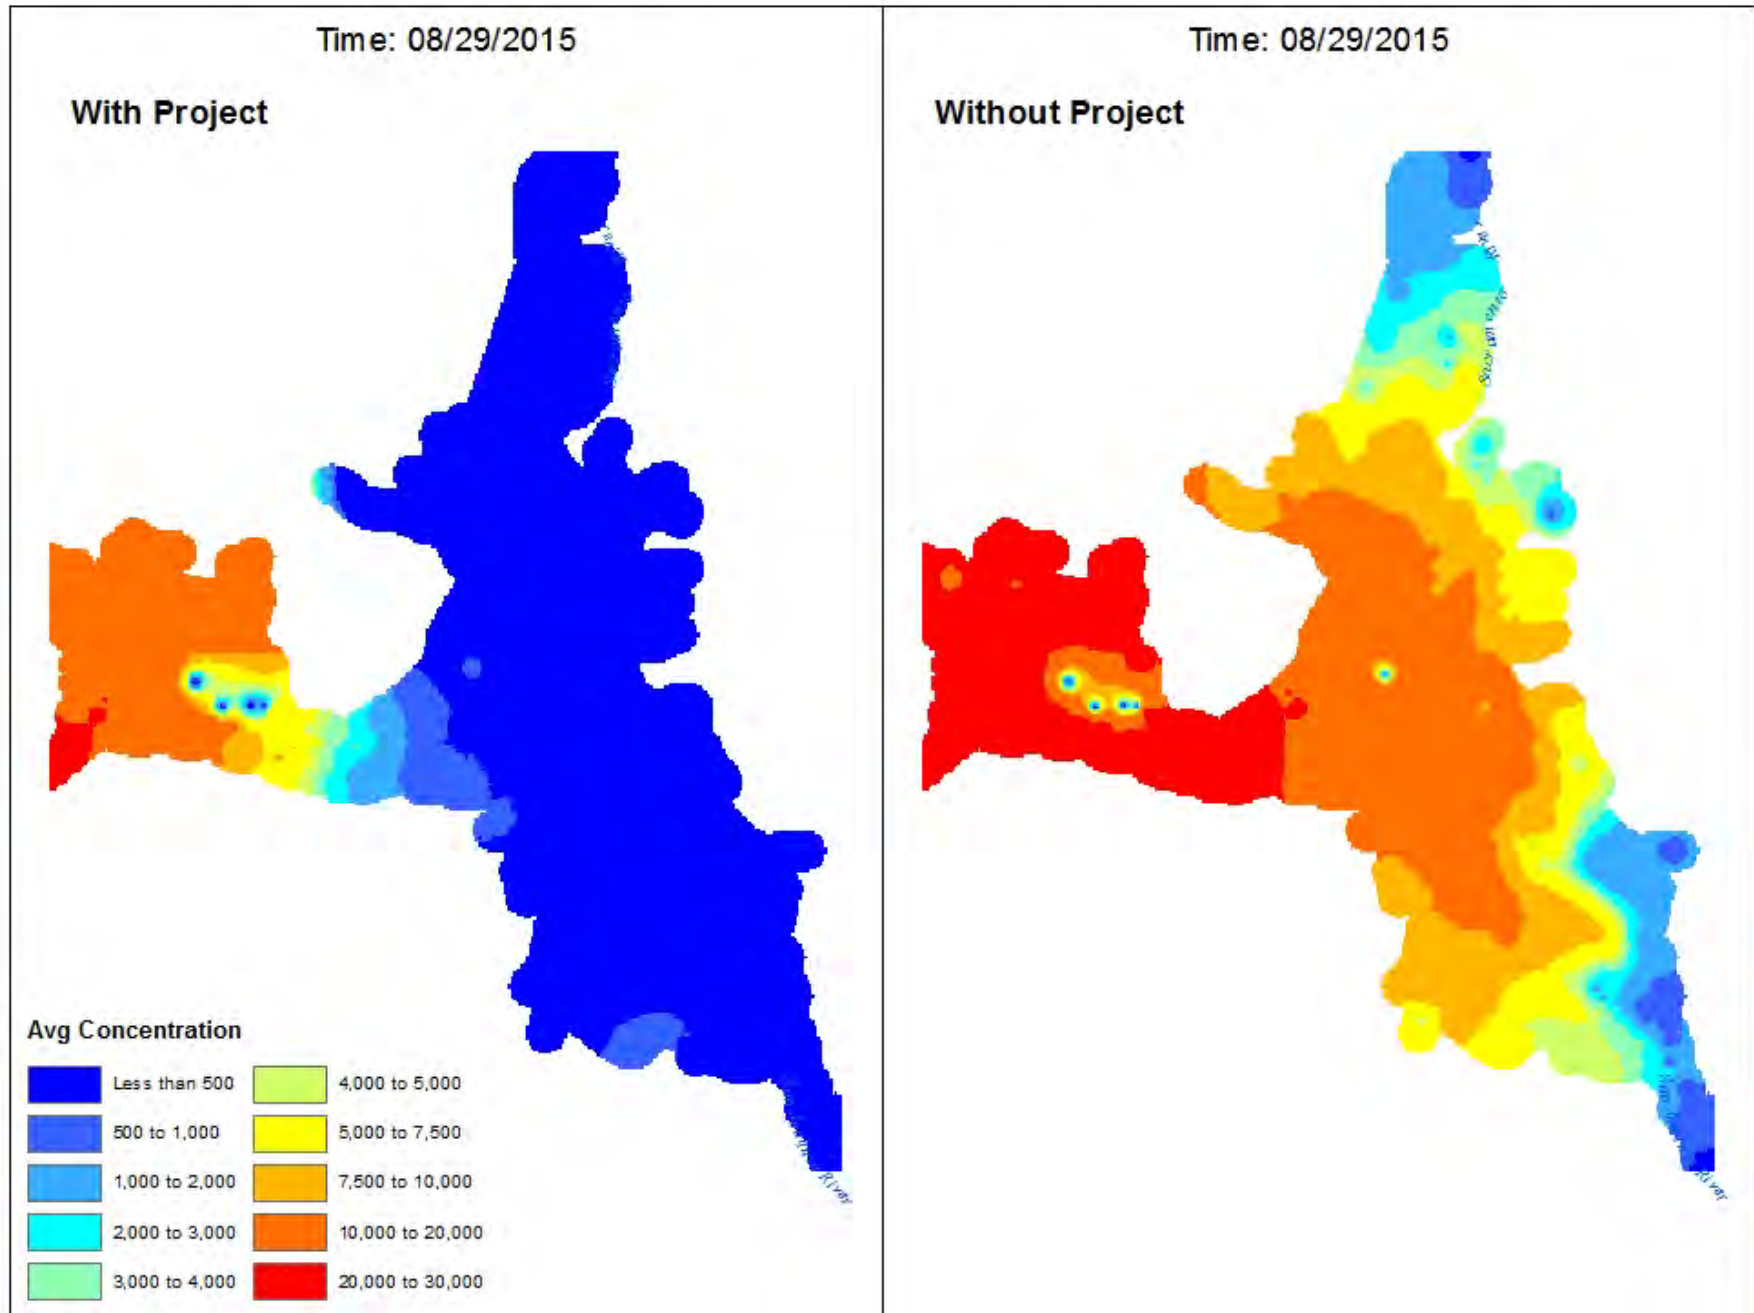 Time: 08/29/2015
With Project
Avg Concentration
Less than 500
500 to 1,000
1,000 to 2,000
2,000 to 3,000
3,000 to 4,000
4,000 to 5,000
5,000 to 7,500
7,500 to 10,000
10,000 to 20,000
20,000 to 30,000
River
Time: 08/29/2015
Without Project
River